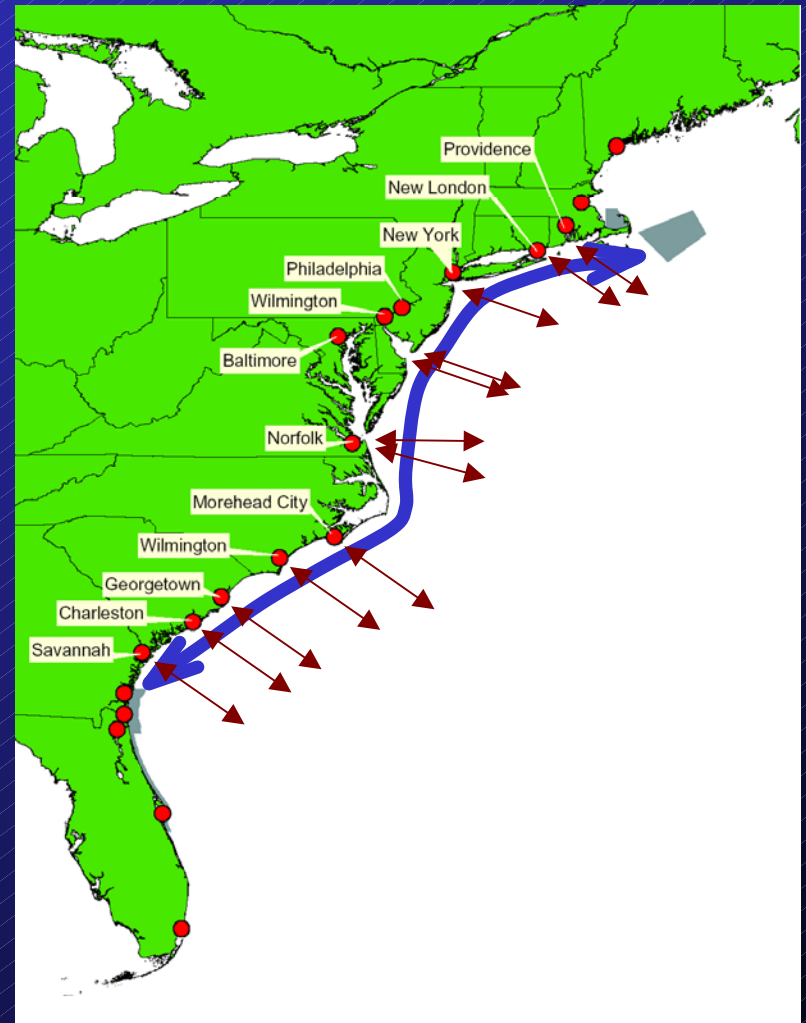 Providence
New London
New York
Philadelphia
Wilmington
Baltimore
Norfolk
Morehead City
Wilmington
Georgetown
Charleston
Savannah